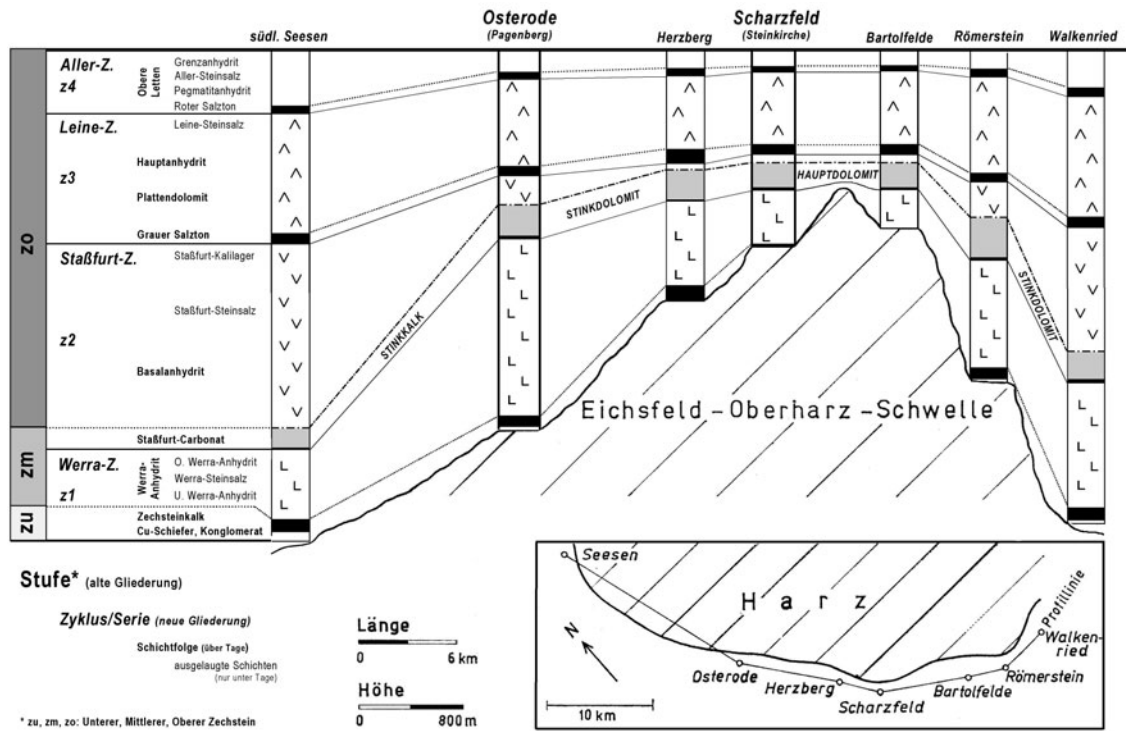 südl. Seesen
Osterode
(Pagenberg)
Herzberg
Scharzfeld
(Steinkirche)
Bartolfelde
Römerstein
Walkenried
zo
zm
zu
Aller-Z.
z4
Obere
Letten
Grenzanhydrit
Aller-Steinsalz
Pegmatitanhydrit
Roter Salzton
Leine-Z.
z3
Leine-Steinsalz
Hauptanhydrit
Plattendolomit
Grauer Salzton
Staßfurt-Z.
z2
Staßfurt-Kalilager
Staßfurt-Steinsalz
Basalanhydrit
Staßfurt-Carbonat
Werra-Z.
z1
Werra-
Anhydrit
O. Werra-Anhydrit
Werra-Steinsalz
U. Werra-Anhydrit
Zechsteinkalk
Cu-Schiefer, Konglomerat
STINKKALK
STINKDOLOMIT
HAUPTDOLOMIT
STINKDOLOMIT
Eichsfeld-Oberharz-Schwelle
Stufe* (alte Gliederung)
Zyklus/Serie (neue Gliederung)
Schichtfolge (über Tage)
ausgelaugte Schichten
(nur unter Tage)
* zu, zm, zo: Unterer, Mittlerer, Oberer Zechstein
Länge
0 6 km
Höhe
0 800 m
Seesen
Harz
N
Profillinie
Walken-
ried
Osterode
Herzberg
Scharzfeld
Bartolfelde
Römerstein
10 km